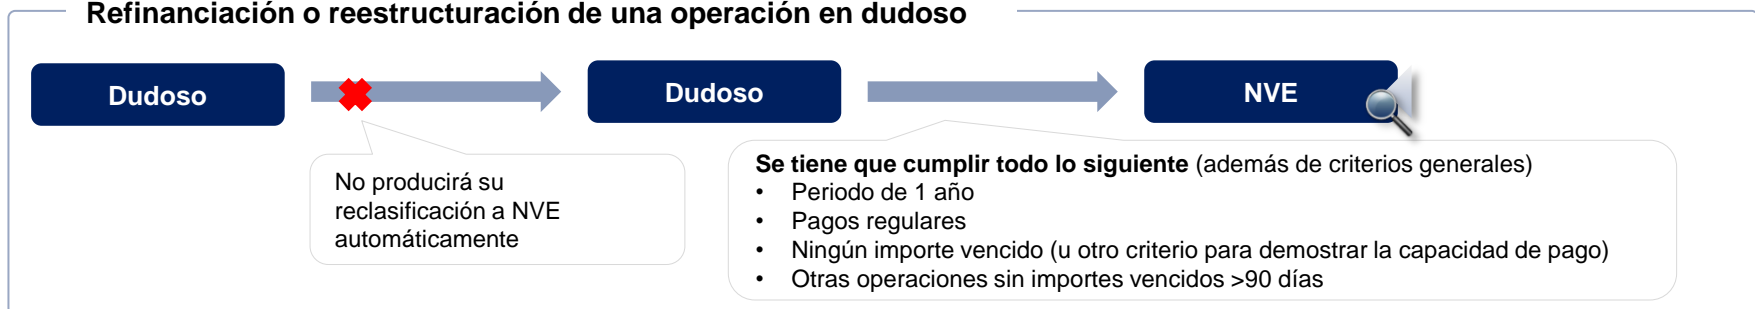 Refinanciación o reestructuración de una operación en dudoso
Dudoso
Dudoso
NVE
No producirá su
reclasificación a NVE
automáticamente
Se tiene que cumplir todo lo siguiente (además de criterios generales)
• Periodo de 1 año
• Pagos regulares
• Ningún importe vencido (u otro criterio para demostrar la capacidad de pago)
• Otras operaciones sin importes vencidos >90 días